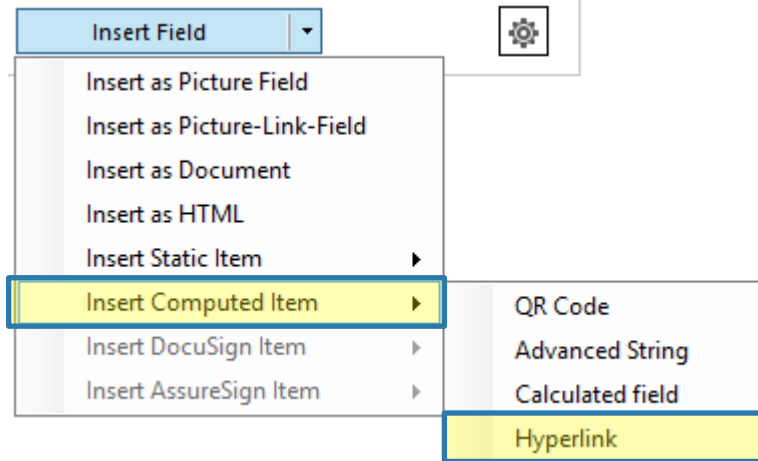 Insert Field
Insert as Picture Field
Insert as Picture-Link-Field
Insert as Document
Insert as HTML
Insert Static Item
Insert Computed Item
Insert DocuSign Item
Insert AssureSign Item
QR Code
Advanced String
Calculated field
Hyperlink